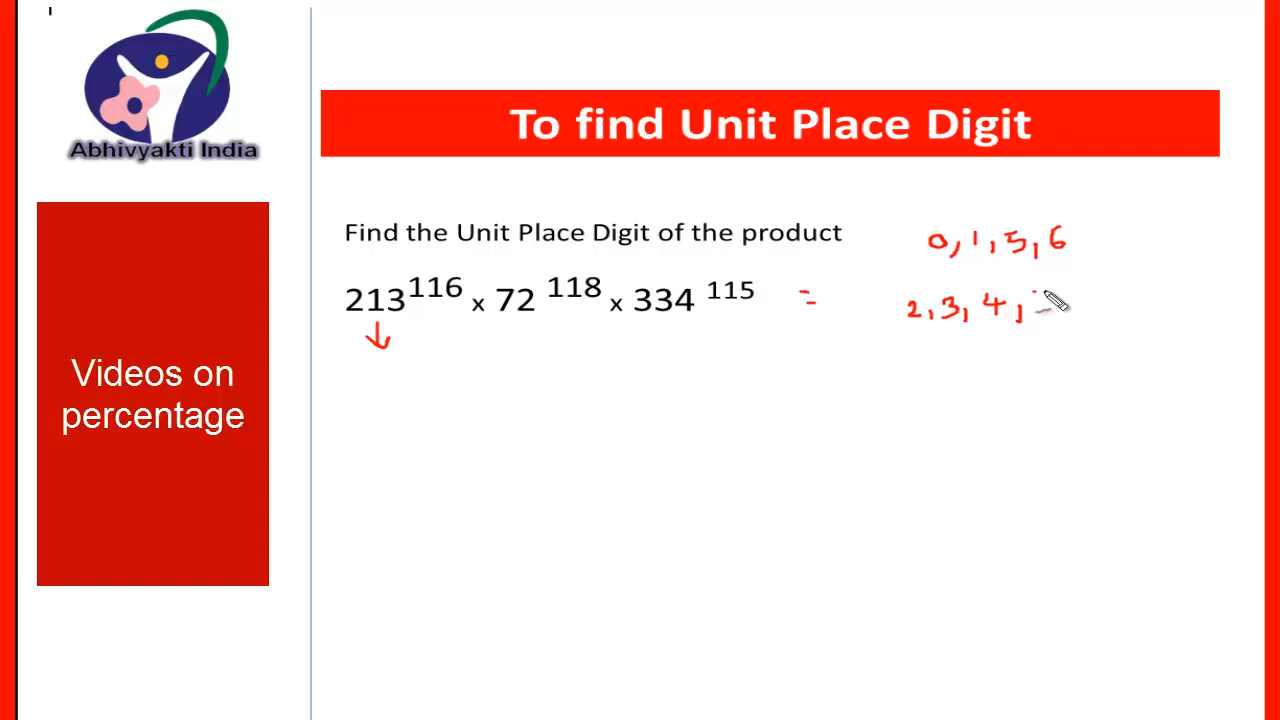 Abhivyakti India
To find Unit Place Digit
Videos on
percentage
Find the Unit Place Digit of the product
213^116 x 72^118 x 334^115 =
0, 1, 5, 6
2, 3, 4,